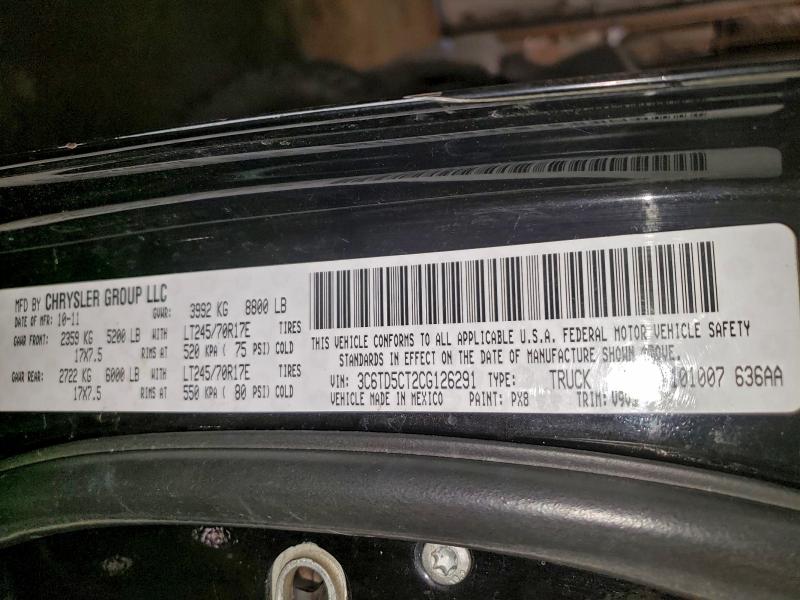 MFD BY CHRYSLER GROUP LLC
DATE OF MFR: 10-11 GVWR: 3992 KG 8800 LB
GAWR FRONT: 2359 KG 5200 LB WITH LT245/70R17E TIRES
17X7.5 RIMS AT 520 KPA ( 75 PSI) COLD
GAWR REAR: 2722 KG 6000 LB WITH LT245/70R17E TIRES
17X7.5 RIMS AT 550 KPA ( 80 PSI) COLD
THIS VEHICLE CONFORMS TO ALL APPLICABLE U.S.A. FEDERAL MOTOR VEHICLE SAFETY
STANDARDS IN EFFECT ON THE DATE OF MANUFACTURE SHOWN ABOVE.
VIN: 3C6TD5CT2CG126291 TYPE: TRUCK 101007 636AA
VEHICLE MADE IN MEXICO PAINT: PX8 TRIM: